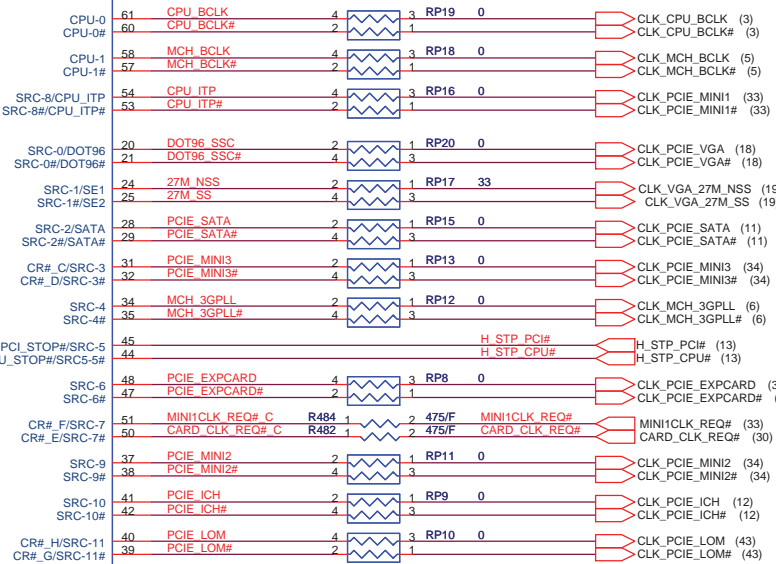 CPU-0 61 CPU_BCLK 4 3 RP19 0 CLK_CPU_BCLK (3)
CPU-0# 60 CPU_BCLK# 2 1 CLK_CPU_BCLK# (3)
CPU-1 58 MCH_BCLK 4 3 RP18 0 CLK_MCH_BCLK (5)
CPU-1# 57 MCH_BCLK# 2 1 CLK_MCH_BCLK# (5)
SRC-8/CPU_ITP 54 CPU_ITP 4 3 RP16 0 CLK_PCIE_MINI1 (33)
SRC-8#/CPU_ITP# 53 CPU_ITP# 2 1 CLK_PCIE_MINI1# (33)
SRC-0/DOT96 20 DOT96_SSC 2 1 RP20 0 CLK_PCIE_VGA (18)
SRC-0#/DOT96# 21 DOT96_SSC# 4 3 CLK_PCIE_VGA# (18)
SRC-1/SE1 24 27M_NSS 2 1 RP17 33 CLK_VGA_27M_NSS (19
SRC-1#/SE2 25 27M_SS 4 3 CLK_VGA_27M_SS (19
SRC-2/SATA 28 PCIE_SATA 2 1 RP15 0 CLK_PCIE_SATA (11)
SRC-2#/SATA# 29 PCIE_SATA# 4 3 CLK_PCIE_SATA# (11)
CR#_C/SRC-3 31 PCIE_MINI3 2 1 RP13 0 CLK_PCIE_MINI3 (34)
CR#_D/SRC-3# 32 PCIE_MINI3# 4 3 CLK_PCIE_MINI3# (34)
SRC-4 34 MCH_3GPLL 2 1 RP12 0 CLK_MCH_3GPLL (6)
SRC-4# 35 MCH_3GPLL# 4 3 CLK_MCH_3GPLL# (6)
PCI_STOP#/SRC-5 45 H_STP_PCI# H_STP_PCI# (13)
U_STOP#/SRC5-5# 44 H_STP_CPU# H_STP_CPU# (13)
SRC-6 48 PCIE_EXPCARD 4 3 RP8 0 CLK_PCIE_EXPCARD (3
SRC-6# 47 PCIE_EXPCARD# 2 1 CLK_PCIE_EXPCARD#
CR#_F/SRC-7 51 MINI1CLK_REQ#_C R484 1 2 475/F MINI1CLK_REQ# MINI1CLK_REQ# (33)
CR#_E/SRC-7# 50 CARD_CLK_REQ#_C R482 1 2 475/F CARD_CLK_REQ# CARD_CLK_REQ# (30)
SRC-9 37 PCIE_MINI2 2 1 RP11 0 CLK_PCIE_MINI2 (34)
SRC-9# 38 PCIE_MINI2# 4 3 CLK_PCIE_MINI2# (34)
SRC-10 41 PCIE_ICH 2 1 RP9 0 CLK_PCIE_ICH (12)
SRC-10# 42 PCIE_ICH# 4 3 CLK_PCIE_ICH# (12)
CR#_H/SRC-11 40 PCIE_LOM 4 3 RP10 0 CLK_PCIE_LOM (43)
CR#_G/SRC-11# 39 PCIE_LOM# 2 1 CLK_PCIE_LOM# (43)